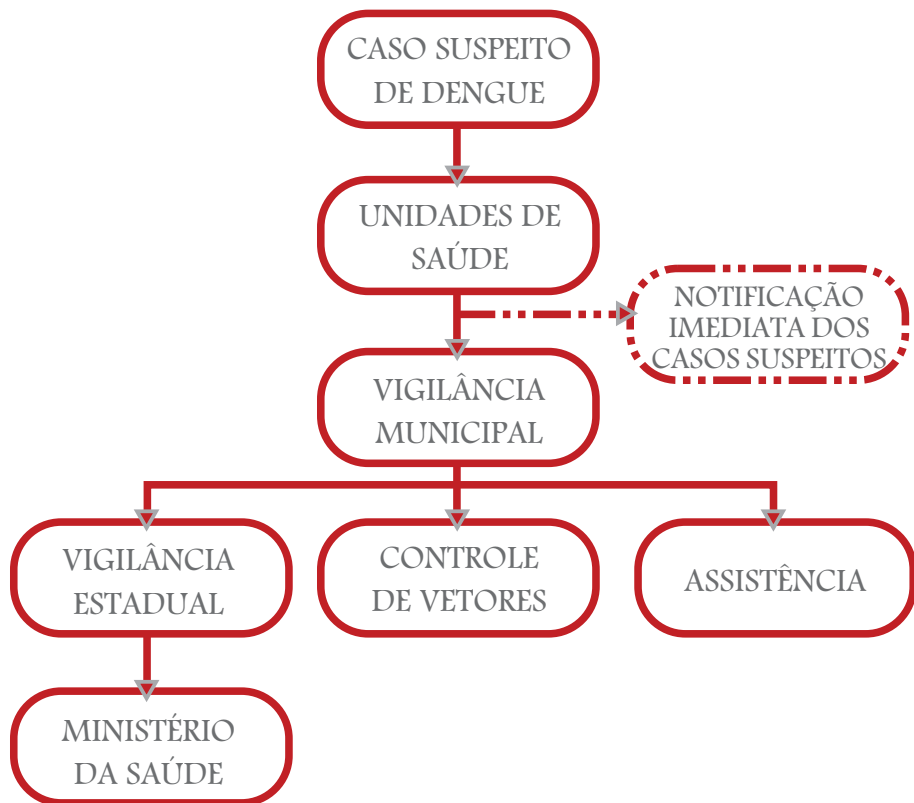 CASO SUSPEITO
DE DENGUE
UNIDADES DE
SAÚDE
NOTIFICAÇÃO
IMEDIATA DOS
CASOS SUSPEITOS
VIGILÂNCIA
MUNICIPAL
VIGILÂNCIA
ESTADUAL
CONTROLE
DE VETORES
ASSISTÊNCIA
MINISTÉRIO
DA SAÚDE